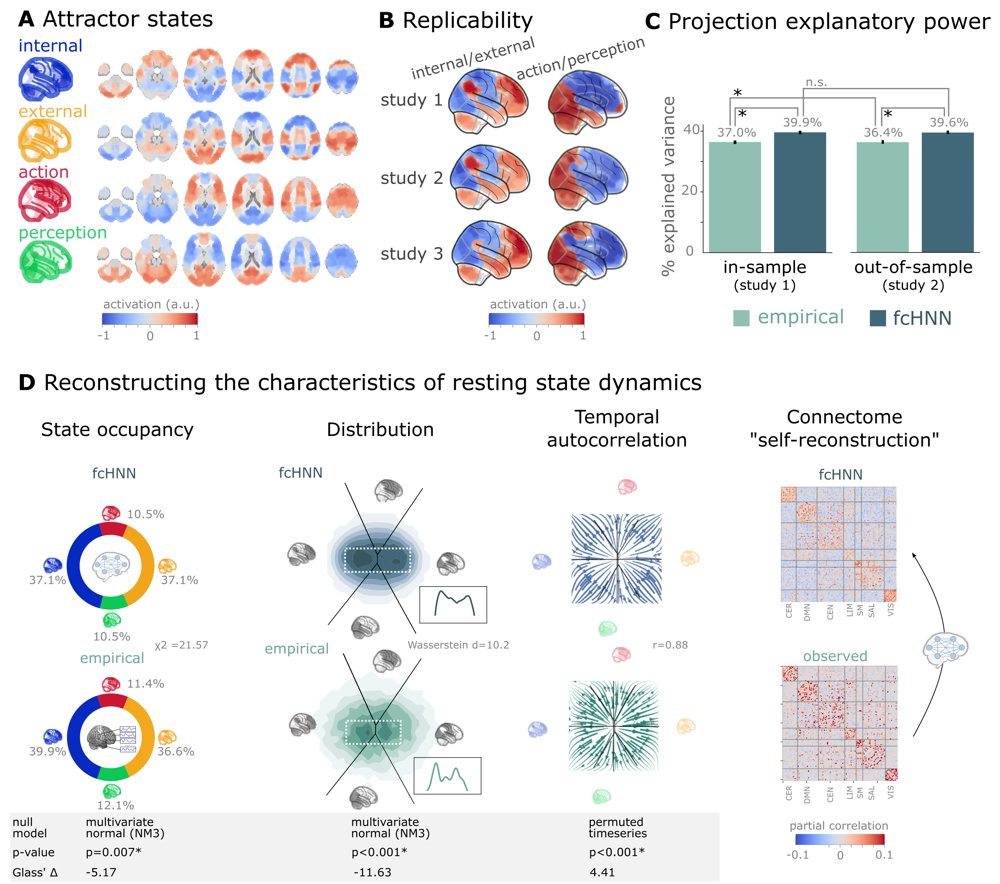 A Attractor states
internal
external
action
perception
activation (a.u.)
-1 0 1
B Replicability
internal/external
action/perception
study 1
study 2
study 3
activation (a.u.)
-1 0 1
C Projection explanatory power
% explained variance
40
20
0
*
*
n.s.
*
37.0%
39.9%
36.4%
39.6%
in-sample
(study 1)
out-of-sample
(study 2)
empirical
fcHNN
D Reconstructing the characteristics of resting state dynamics
State occupancy
fcHNN
10.5%
37.1%
37.1%
10.5%
χ2 =21.57
empirical
11.4%
39.9%
36.6%
12.1%
Distribution
fcHNN
Wasserstein d=10.2
empirical
Temporal
autocorrelation
r=0.88
Connectome
"self-reconstruction"
fcHNN
CER DMN CEN LIM SM SAL VIS
observed
CER DMN CEN LIM SM SAL VIS
partial correlation
-0.1 0 0.1
null
model
multivariate
normal (NM3)
multivariate
normal (NM3)
permuted
timeseries
p-value p=0.007* p<0.001* p<0.001*
Glass' Δ -5.17 -11.63 4.41